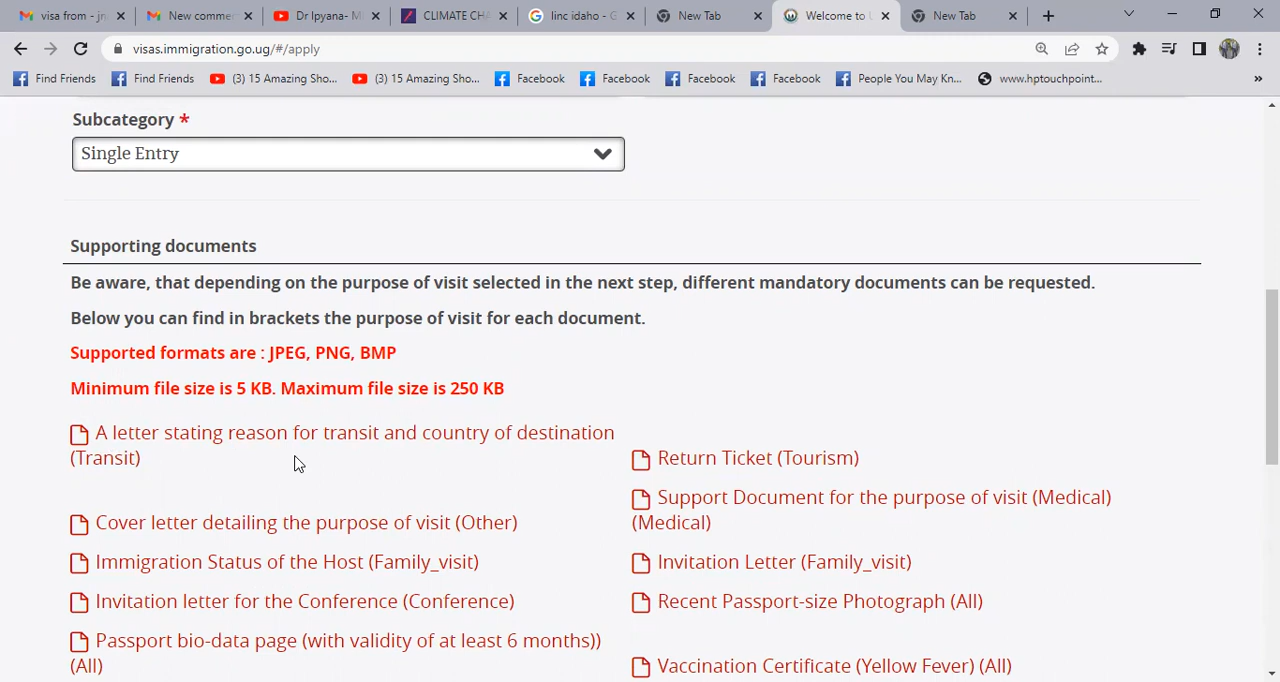 visa from - jn
New commer
Dr Ipyana- M
CLIMATE CH
linc idaho - G
New Tab
Welcome to U
New Tab
visas.immigration.go.ug/#/apply
Find Friends
Find Friends
(3) 15 Amazing Sho...
(3) 15 Amazing Sho...
Facebook
Facebook
Facebook
Facebook
People You May Kn...
www.hptouchpoint...
Subcategory *
Single Entry
Supporting documents
Be aware, that depending on the purpose of visit selected in the next step, different mandatory documents can be requested.
Below you can find in brackets the purpose of visit for each document.
Supported formats are : JPEG, PNG, BMP
Minimum file size is 5 KB. Maximum file size is 250 KB
A letter stating reason for transit and country of destination
(Transit)
Return Ticket (Tourism)
Cover letter detailing the purpose of visit (Other)
Support Document for the purpose of visit (Medical)
(Medical)
Immigration Status of the Host (Family_visit)
Invitation Letter (Family_visit)
Invitation letter for the Conference (Conference)
Recent Passport-size Photograph (All)
Passport bio-data page (with validity of at least 6 months))
(All)
Vaccination Certificate (Yellow Fever) (All)